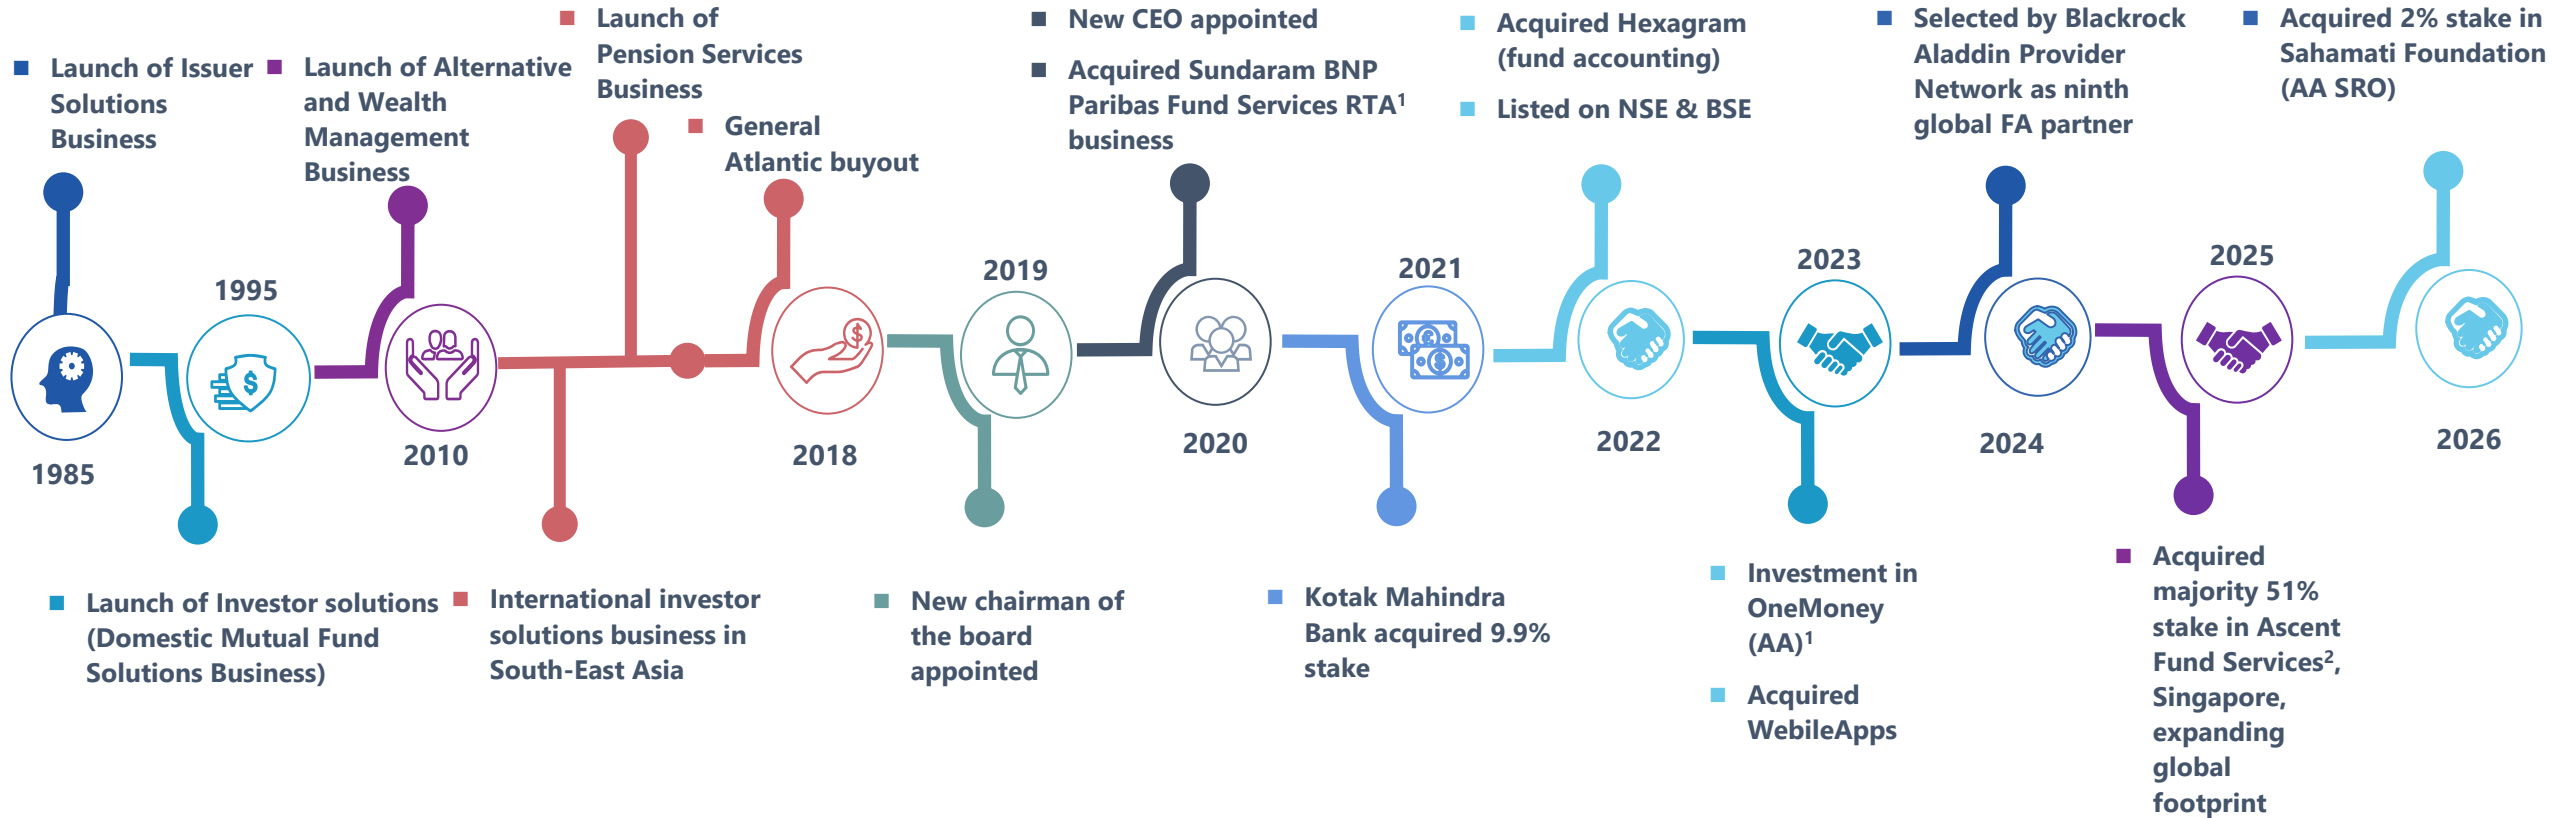 Launch of Issuer
Solutions
Business
1985
1995
Launch of Investor solutions
(Domestic Mutual Fund
Solutions Business)
Launch of Alternative
and Wealth
Management
Business
2010
International investor
solutions business in
South-East Asia
Launch of
Pension Services
Business
General
Atlantic buyout
2018
2019
New chairman of
the board
appointed
New CEO appointed
Acquired Sundaram BNP
Paribas Fund Services RTA¹
business
2020
2021
Kotak Mahindra
Bank acquired 9.9%
stake
Acquired Hexagram
(fund accounting)
Listed on NSE & BSE
2022
2023
Investment in
OneMoney
(AA)¹
Acquired
WebileApps
Selected by Blackrock
Aladdin Provider
Network as ninth
global FA partner
2024
2025
Acquired
majority 51%
stake in Ascent
Fund Services²,
Singapore,
expanding
global
footprint
Acquired 2% stake in
Sahamati Foundation
(AA SRO)
2026